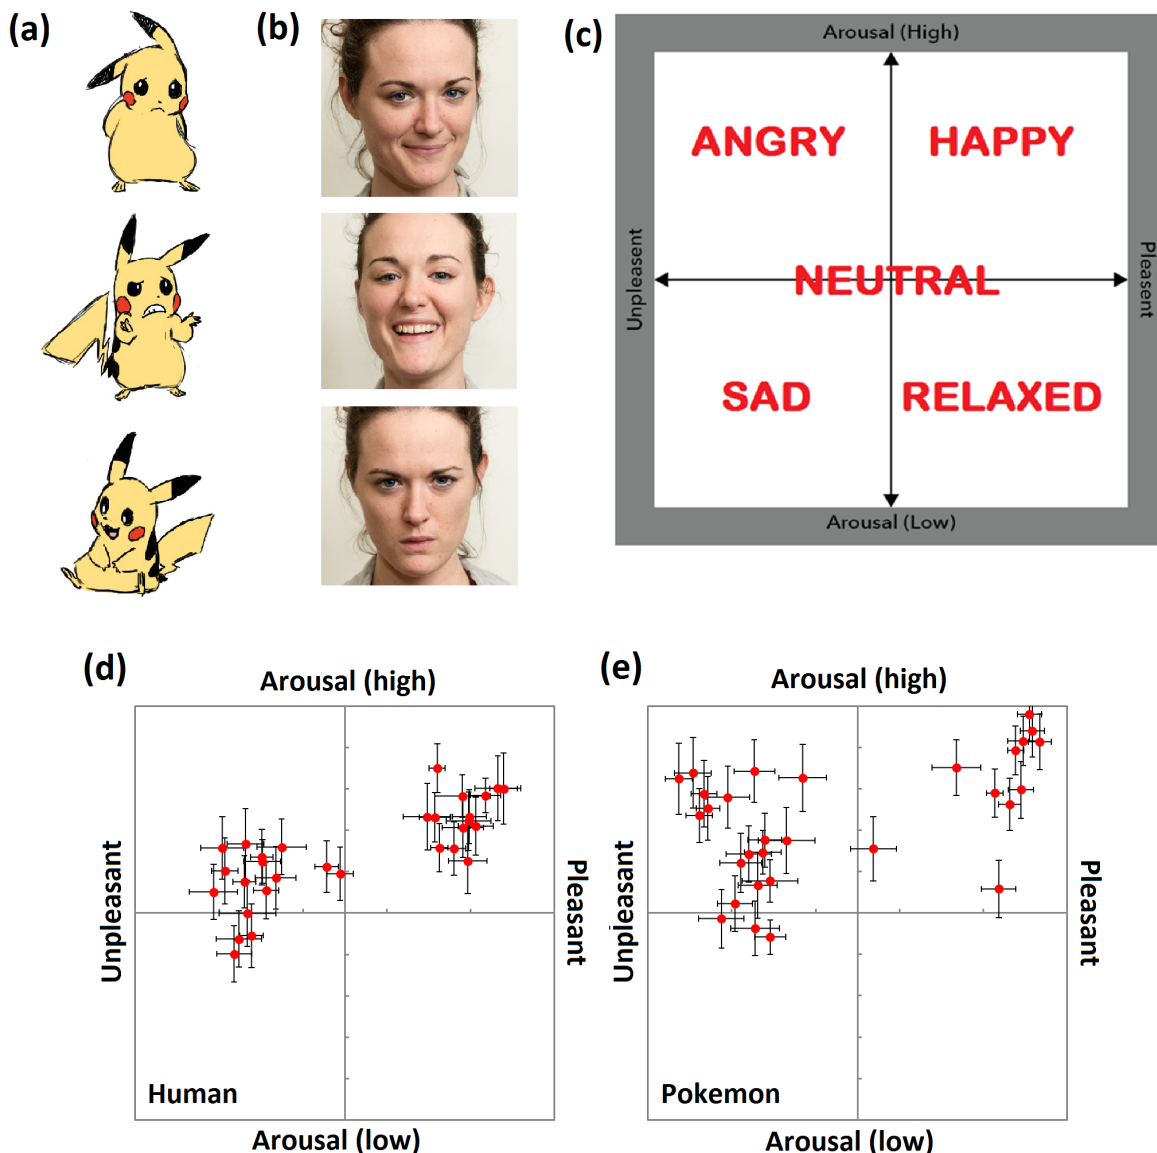 (a)
(b)
(c)
Arousal (High)
ANGRY
HAPPY
Unpleasent
NEUTRAL
Pleasent
SAD
RELAXED
Arousal (Low)
(d)
Arousal (high)
Unpleasant
Pleasant
Human
Arousal (low)
(e)
Arousal (high)
Unpleasant
Pleasant
Pokemon
Arousal (low)